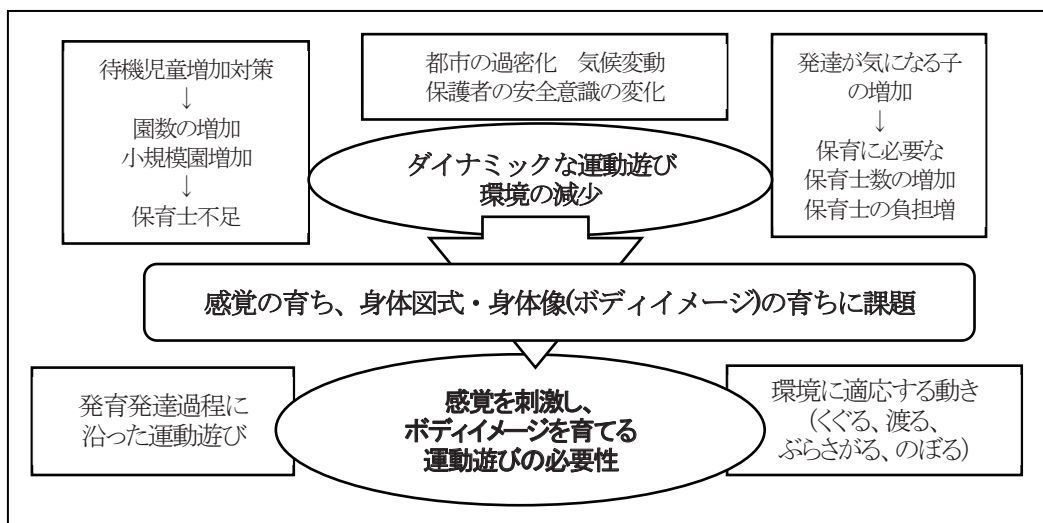 待機児童増加対策
↓
園数の増加
小規模園増加
↓
保育士不足
都市の過密化　気候変動
保護者の安全意識の変化
発達が気になる子
の増加
↓
保育に必要な
保育士数の増加
保育士の負担増
ダイナミックな運動遊び
環境の減少
感覚の育ち、身体図式・身体像(ボディイメージ)の育ちに課題
発育発達過程に
沿った運動遊び
感覚を刺激し、
ボディイメージを育てる
運動遊びの必要性
環境に適応する動き
(くぐる、渡る、
ぶらさがる、のぼる)